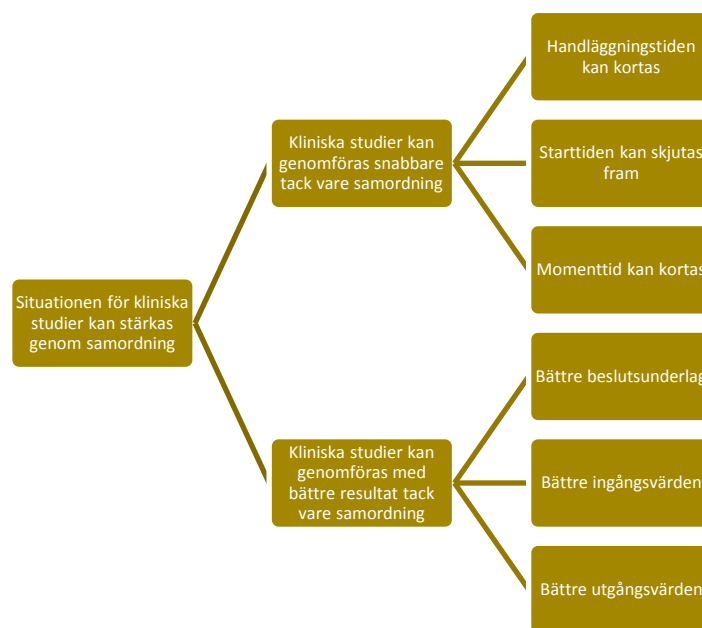 Situationen för kliniska
studier kan stärkas
genom samordning
Kliniska studier kan
genomföras snabbare
tack vare samordning
Handläggningstiden
kan kortas
Starttiden kan skjutas
fram
Momenttid kan kortas
Kliniska studier kan
genomföras med
bättre resultat tack
vare samordning
Bättre beslutsunderlag
Bättre ingångsvärden
Bättre utgångsvärden